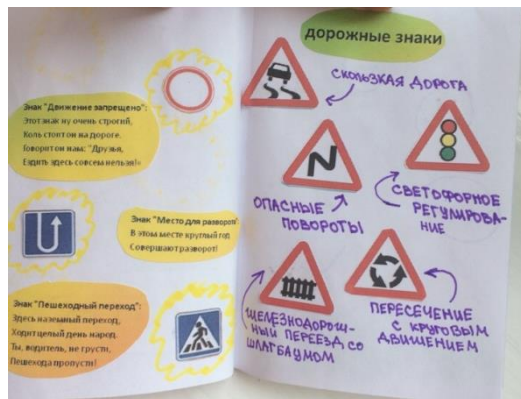 Знак "Движение запрещено":
Этот знак ну очень строгий,
Коль стоит он на дороге.
Говорит он нам: "Друзья,
Ездить здесь совсем нельзя!»
Знак "Место для разворота":
В этом месте круглый год
Совершают разворот!
Знак "Пешеходный переход":
Здесь наземный переход,
Ходит целый день народ.
Ты, водитель, не грусти,
Пешехода пропусти!
дорожные знаки
СКОЛЬЗКАЯ ДОРОГА
ОПАСНЫЕ
ПОВОРОТЫ
СВЕТОФОРНОЕ
РЕГУЛИРОВА-
НИЕ
ЖЕЛЕЗНОДОРОЖ-
НЫЙ ПЕРЕЕЗД СО
ШЛАГБАУМОМ
ПЕРЕСЕЧЕНИЕ
С КРУГОВЫМ
ДВИЖЕНИЕМ